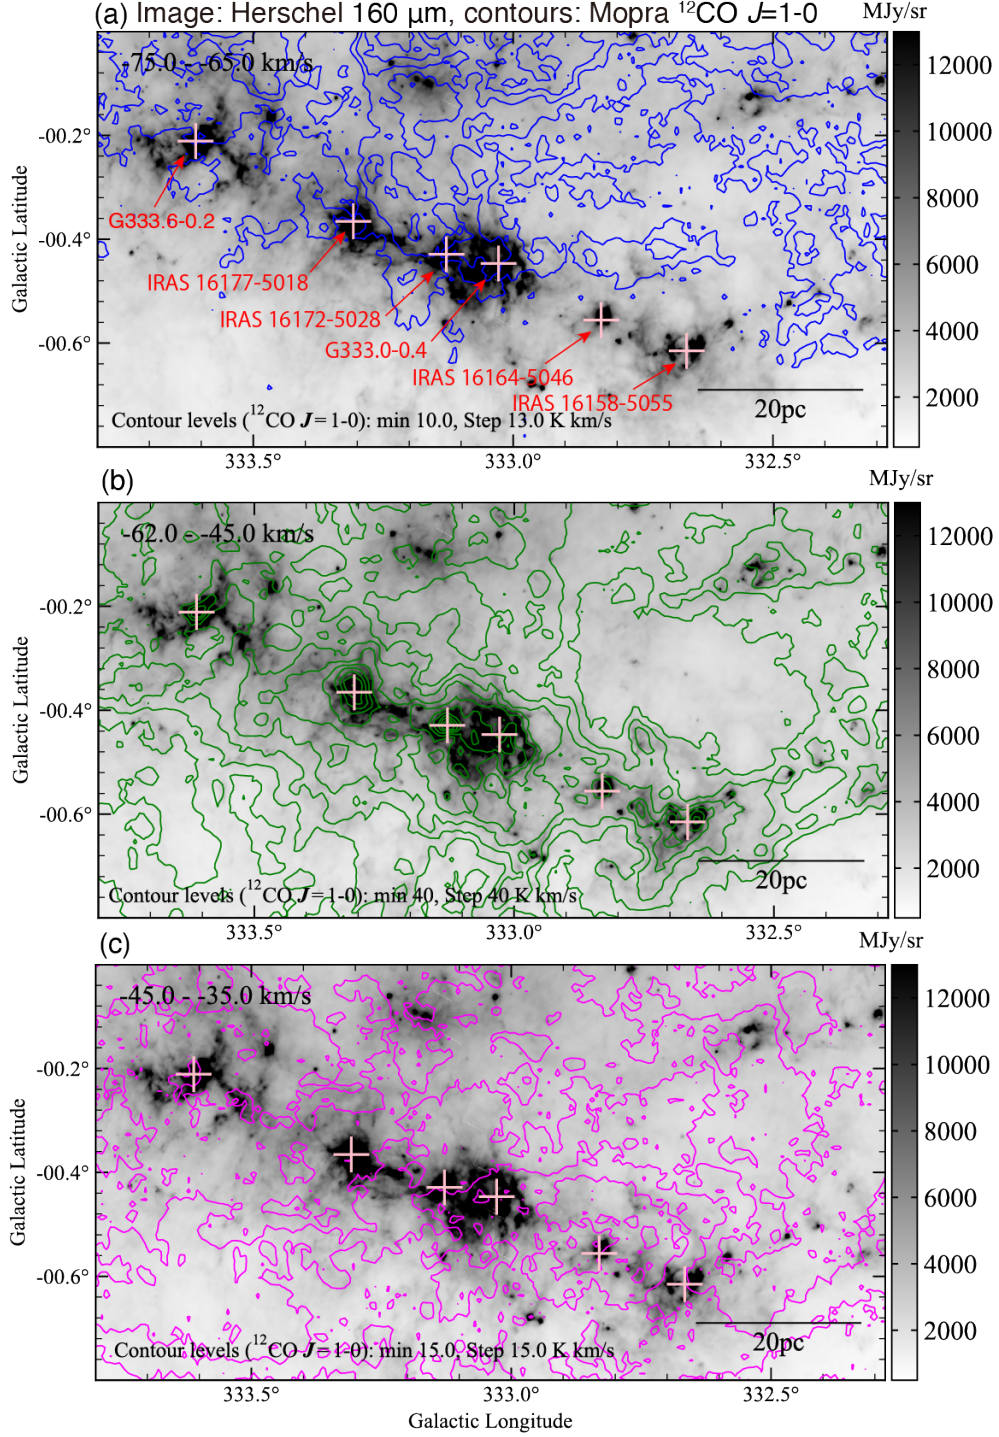 (a) Image: Herschel 160 μm, contours: Mopra ¹²CO J=1-0
MJy/sr
-75.0 - -65.0 km/s
12000
10000
8000
6000
4000
2000
-00.2°
-00.4°
-00.6°
Galactic Latitude
G333.6-0.2
IRAS 16177-5018
IRAS 16172-5028
G333.0-0.4
IRAS 16164-5046
IRAS 16158-5055
20pc
Contour levels (¹²CO J=1-0): min 10.0, Step 13.0 K km/s
333.5° 333.0° 332.5°
(b)
MJy/sr
-62.0 - -45.0 km/s
12000
10000
8000
6000
4000
2000
-00.2°
-00.4°
-00.6°
Galactic Latitude
20pc
Contour levels (¹²CO J=1-0): min 40, Step 40 K km/s
333.5° 333.0° 332.5°
(c)
MJy/sr
-45.0 - -35.0 km/s
12000
10000
8000
6000
4000
2000
-00.2°
-00.4°
-00.6°
Galactic Latitude
20pc
Contour levels (¹²CO J=1-0): min 15.0, Step 15.0 K km/s
333.5° 333.0° 332.5°
Galactic Longitude